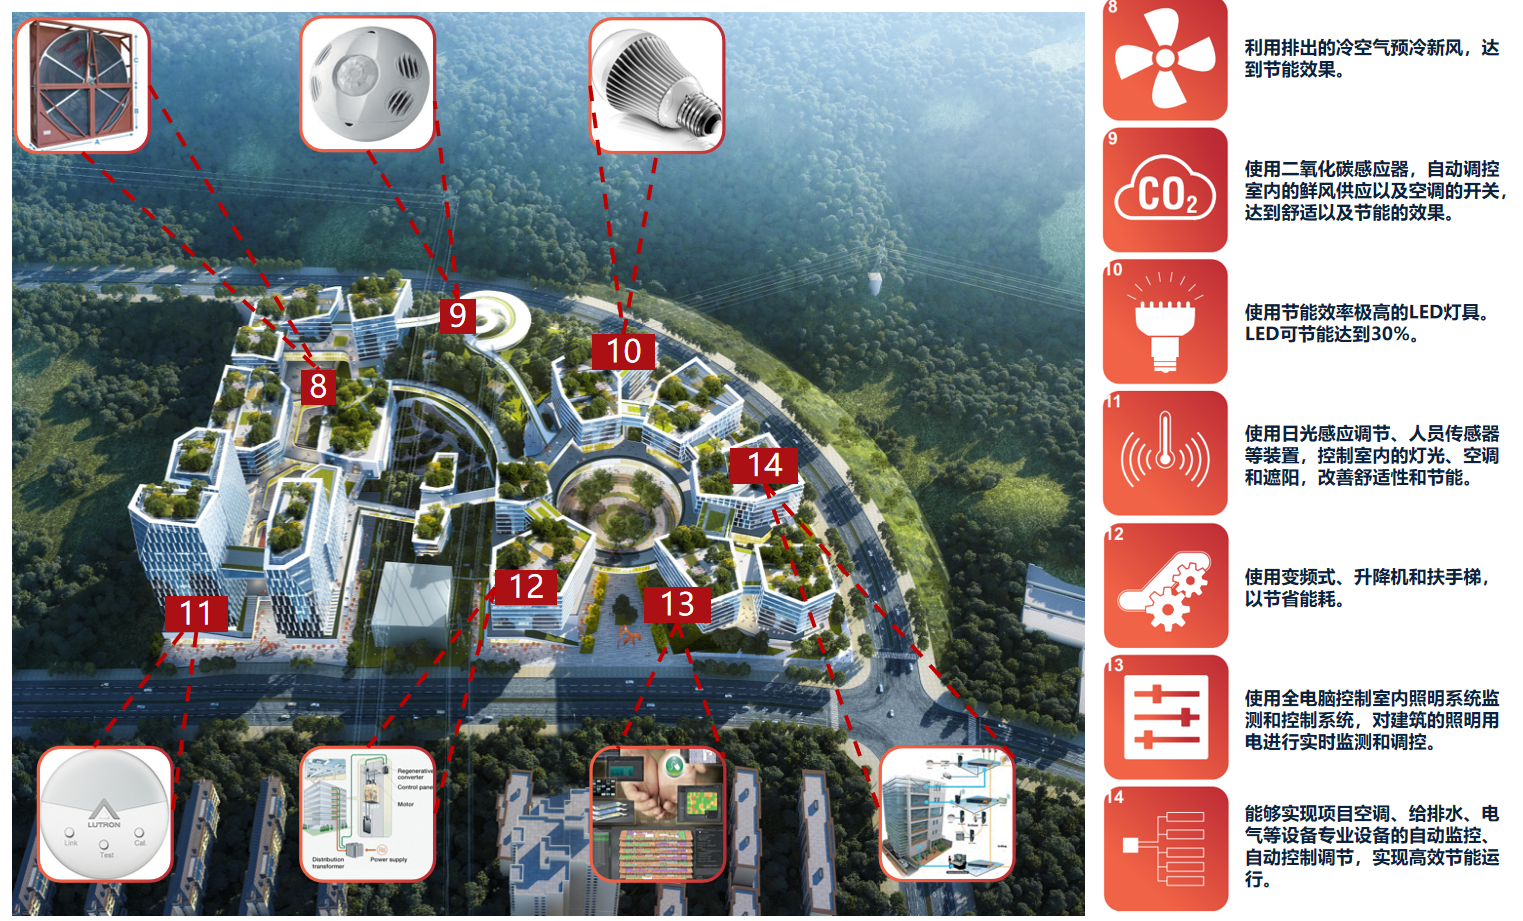 8
利用排出的冷空气预冷新风，达
到节能效果。
9
CO2
使用二氧化碳感应器，自动调控
室内的鲜风供应以及空调的开关，
达到舒适以及节能的效果。
10
使用节能效率极高的LED灯具。
LED可节能达到30%。
11
使用日光感应调节、人员传感器
等装置，控制室内的灯光、空调
和遮阳，改善舒适性和节能。
12
使用变频式、升降机和扶手梯，
以节省能耗。
13
使用全电脑控制室内照明系统监
测和控制系统，对建筑的照明用
电进行实时监测和调控。
14
能够实现项目空调、给排水、电
气等设备专业设备的自动监控、
自动控制调节，实现高效节能运
行。
C
B
A
9
10
8
14
12
13
11
LUTRON
Link
Cal.
Test
Regenerative
converter
Control pane
Motor
Distribution
transformer
Power supply